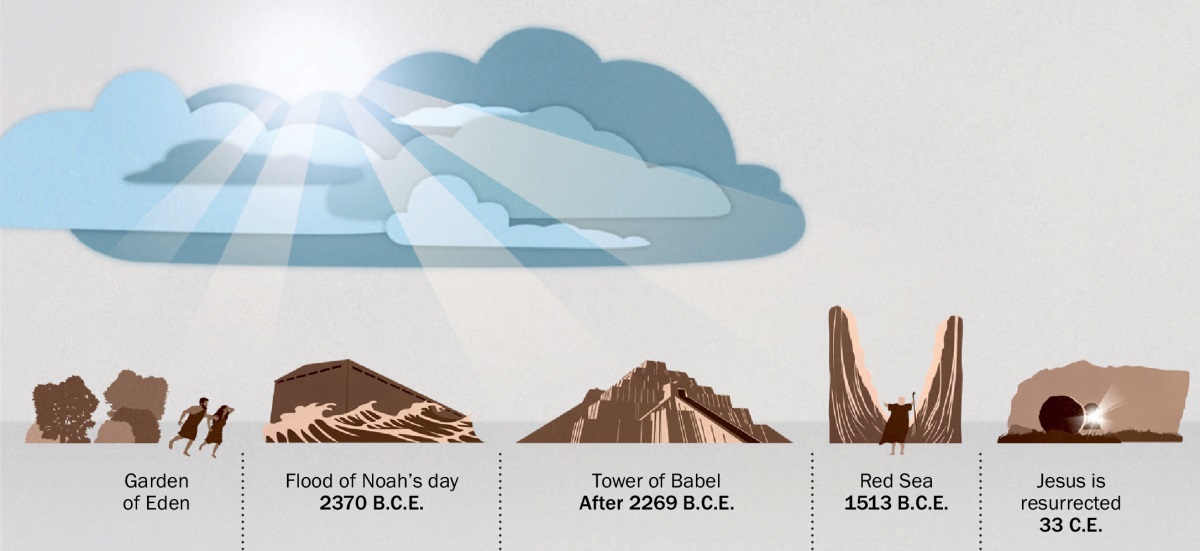 Garden
of Eden
Flood of Noah’s day
2370 B.C.E.
Tower of Babel
After 2269 B.C.E.
Red Sea
1513 B.C.E.
Jesus is
resurrected
33 C.E.